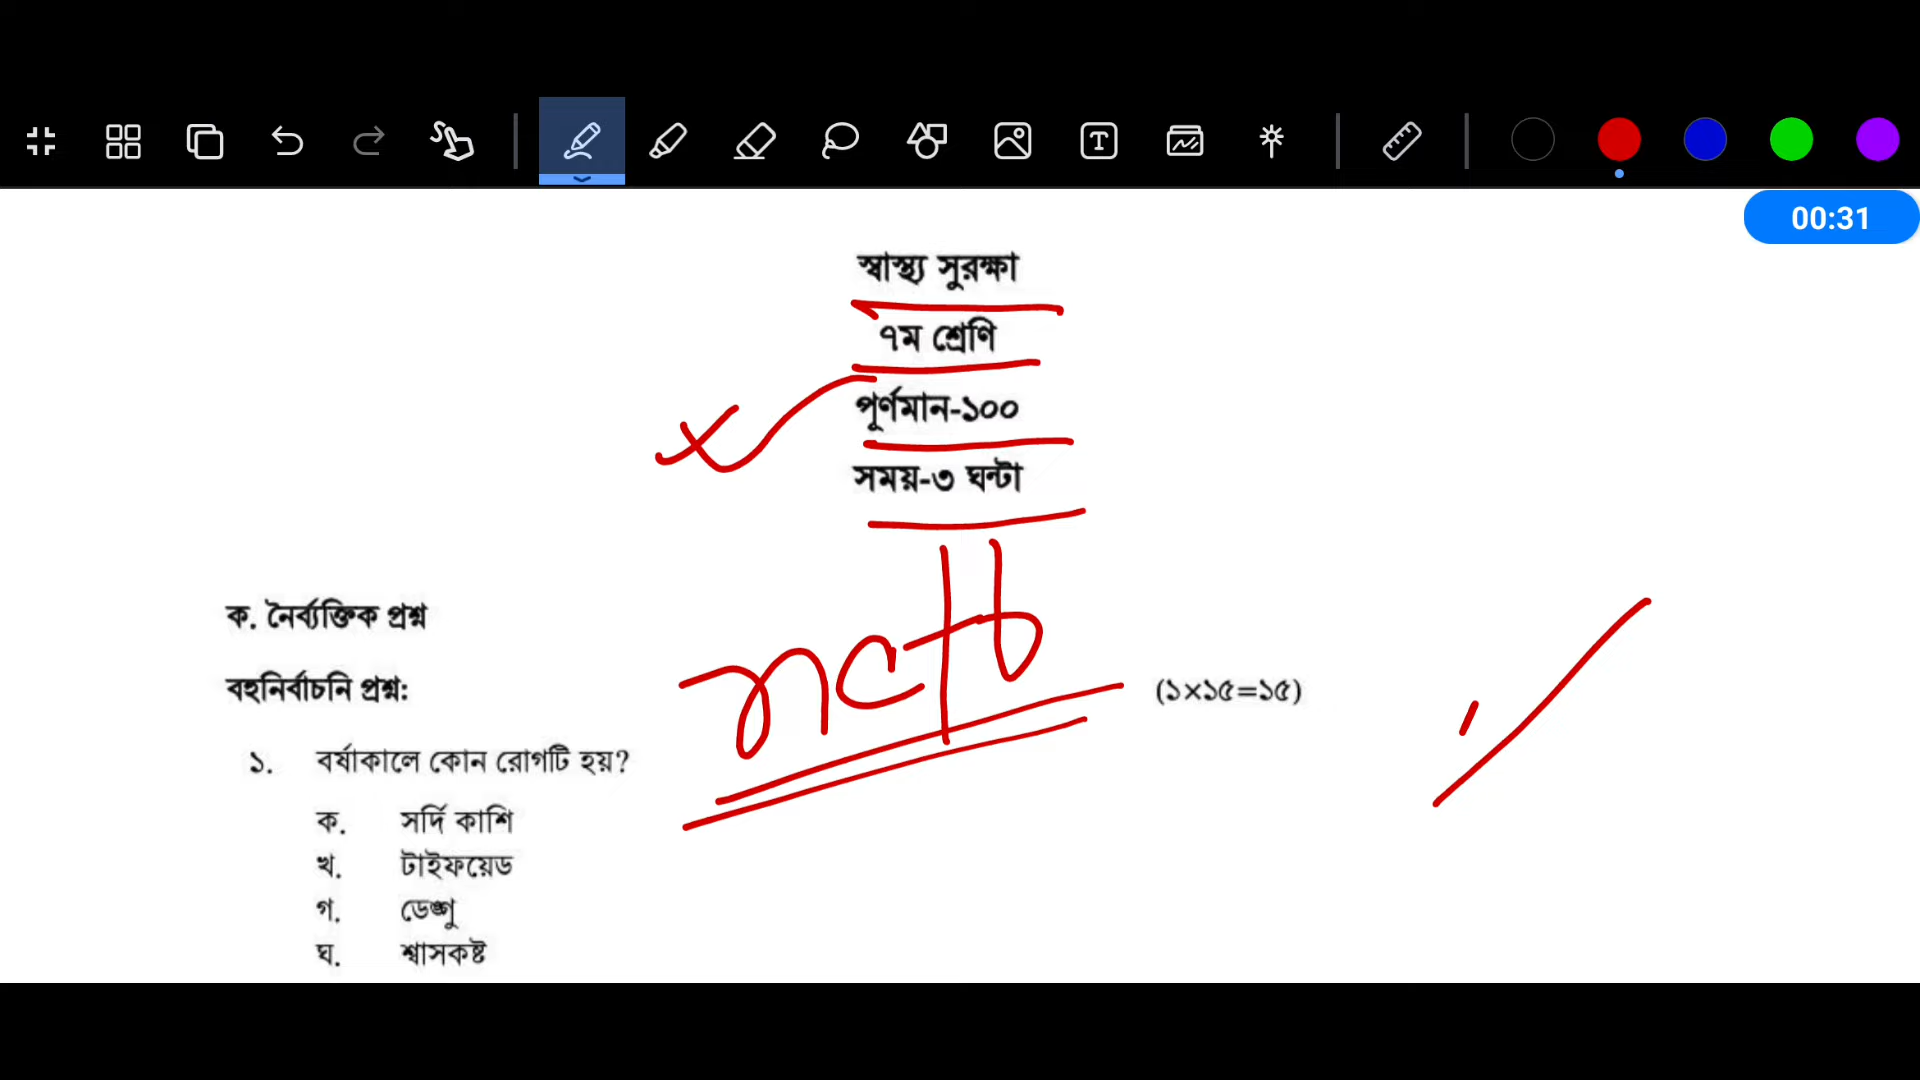 00:31
স্বাস্থ্য সুরক্ষা
৭ম শ্রেণি
পূর্ণমান-১০০
সময়-৩ ঘন্টা
nctb
ক. নৈর্ব্যক্তিক প্রশ্ন
বহুনির্বাচনি প্রশ্ন: (১×১৫=১৫)
১. বর্ষাকালে কোন রোগটি হয়?
ক. সর্দি কাশি
খ. টাইফয়েড
গ. ডেঙ্গু
ঘ. শ্বাসকষ্ট